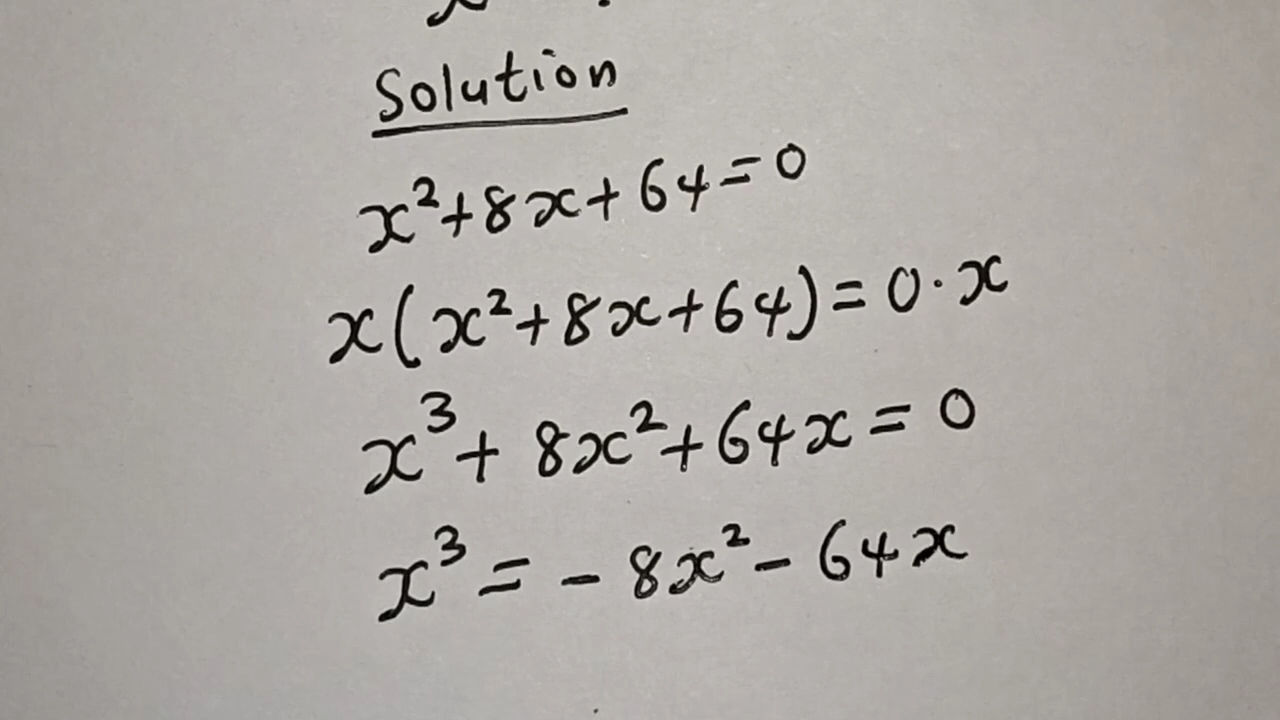 Solution
x²+8x+64=0
x(x²+8x+64)=0·x
x³+8x²+64x=0
x³=-8x²-64x